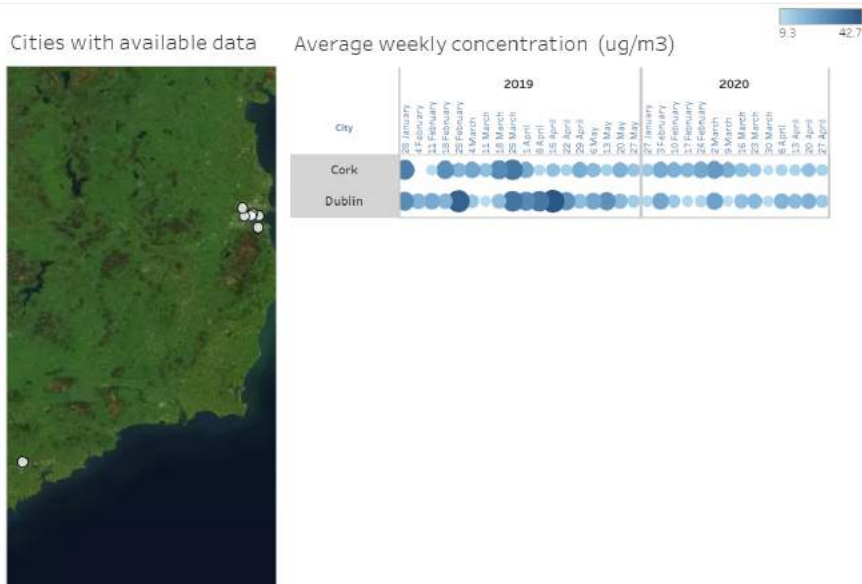 9.3 42.7
Cities with available data
Average weekly concentration (ug/m3)
2019 2020
City
28 January
4 February
11 February
18 February
25 February
4 March
11 March
18 March
25 March
1 April
8 April
15 April
22 April
29 April
6 May
13 May
20 May
27 May
27 January
3 February
10 February
17 February
24 February
2 March
9 March
16 March
23 March
30 March
6 April
13 April
20 April
27 April
Cork
Dublin